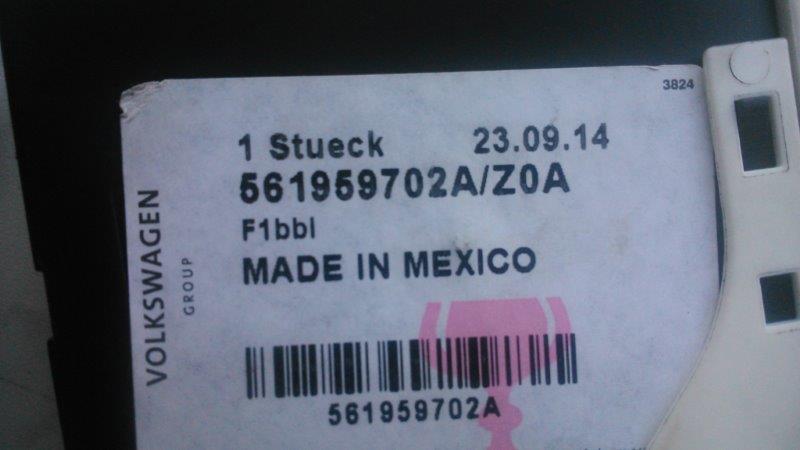 3824
1 Stueck 23.09.14
561959702A/Z0A
F1bbl
MADE IN MEXICO
VOLKSWAGEN
GROUP
561959702A